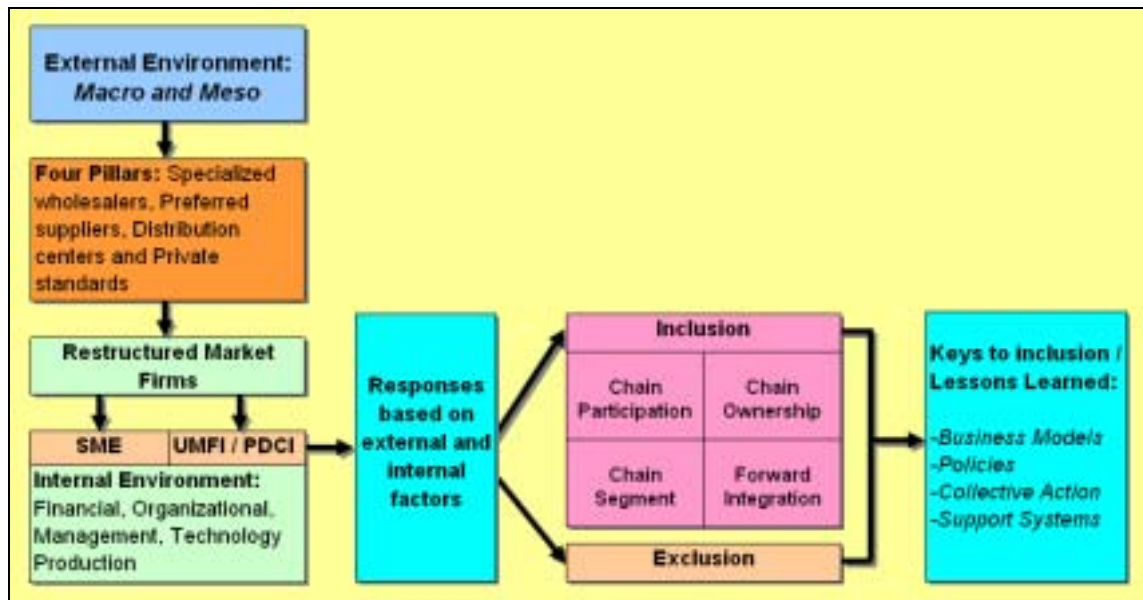 External Environment:
Macro and Meso
Four Pillars: Specialized
wholesalers, Preferred
suppliers, Distribution
centers and Private
standards
Restructured Market
Firms
SME
UMFI / PDCI
Internal Environment:
Financial, Organizational,
Management, Technology
Production
Responses
based on
external and
internal
factors
Inclusion
Chain
Participation
Chain
Ownership
Chain
Segment
Forward
Integration
Exclusion
Keys to inclusion /
Lessons Learned:
-Business Models
-Policies
-Collective Action
-Support Systems